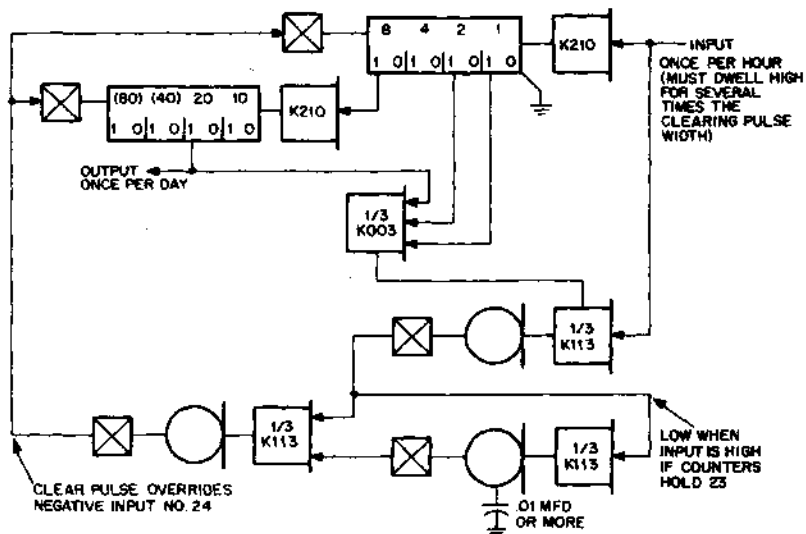 8 4 2 1
1 0 1 0 1 0 1 0
K210
INPUT
ONCE PER HOUR
(MUST DWELL HIGH
FOR SEVERAL
TIMES THE
CLEARING PULSE
WIDTH)
(80) (40) 20 10
1 0 1 0 1 0 1 0
K210
OUTPUT
ONCE PER DAY
1/3
K003
1/3
K113
1/3
K113
1/3
K113
LOW WHEN
INPUT IS HIGH
IF COUNTERS
HOLD 23
CLEAR PULSE OVERRIDES
NEGATIVE INPUT NO. 24
.01 MFD
OR MORE